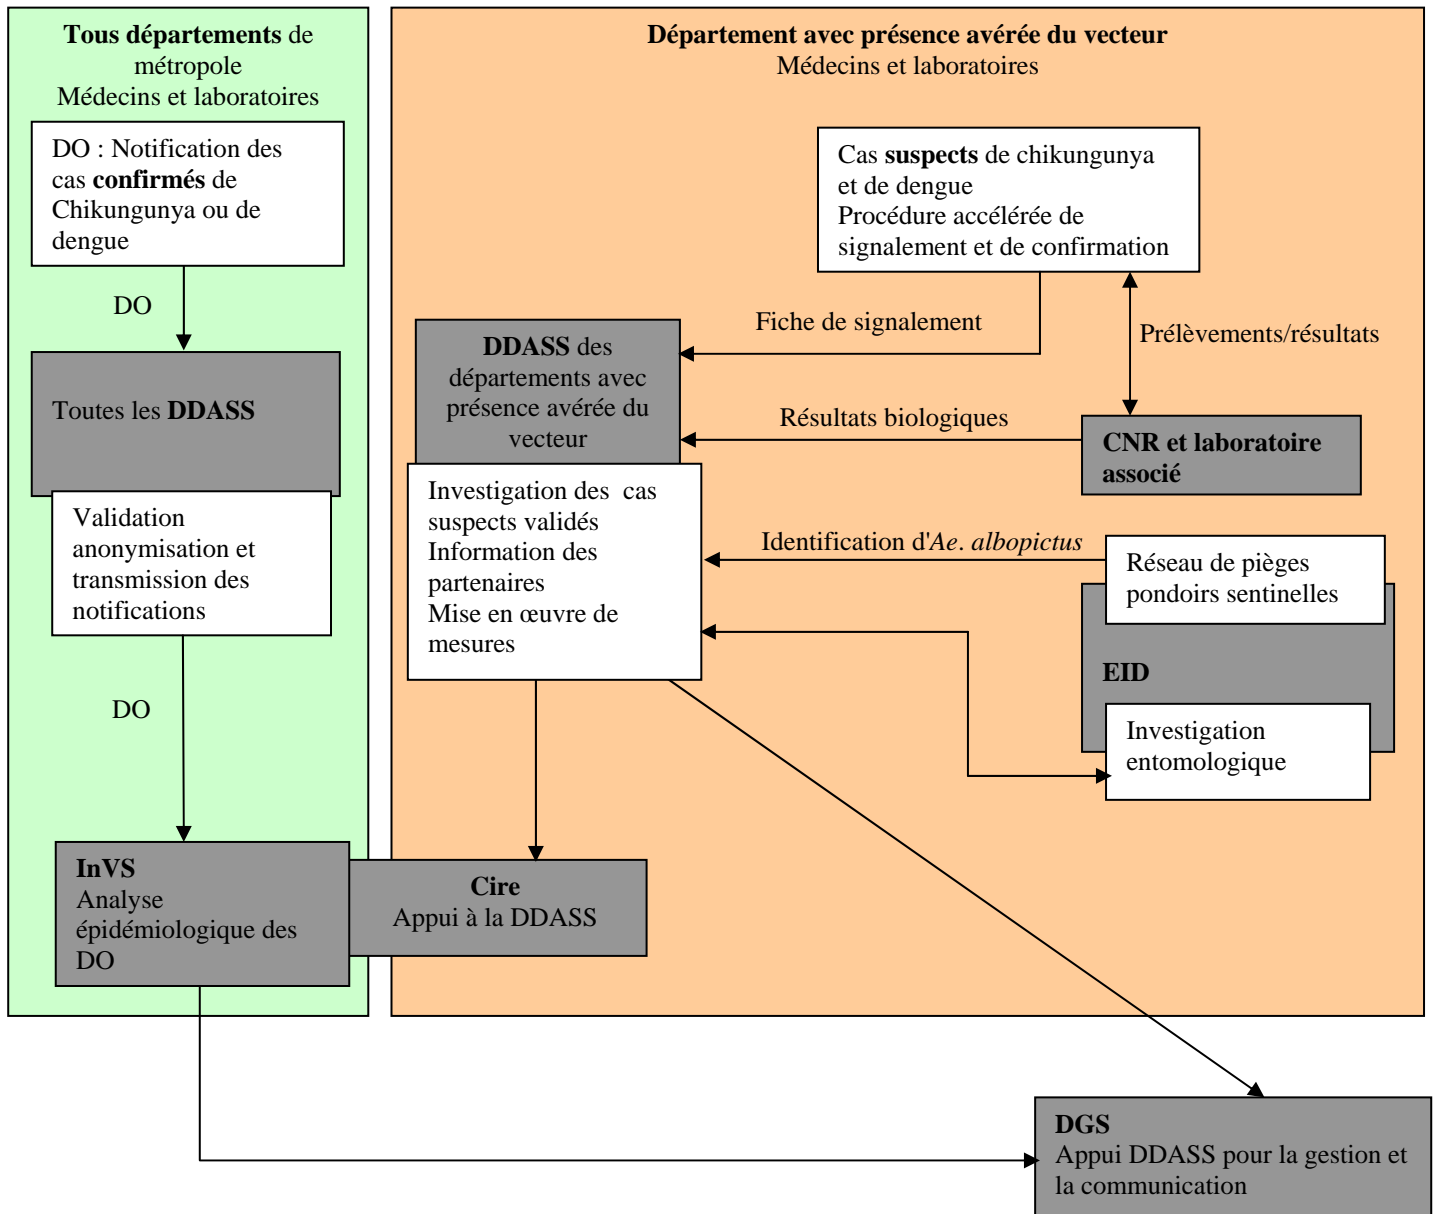 Tous départements de
métropole
Médecins et laboratoires
DO : Notification des
cas confirmés de
Chikungunya ou de
dengue
DO
Toutes les DDASS
Validation
anonymisation et
transmission des
notifications
DO
InVS
Analyse
épidémiologique des
DO
Département avec présence avérée du vecteur
Médecins et laboratoires
Cas suspects de chikungunya
et de dengue
Procédure accélérée de
signalement et de confirmation
Fiche de signalement
Prélèvements/résultats
DDASS des
départements avec
présence avérée du
vecteur
Résultats biologiques
CNR et laboratoire
associé
Investigation des cas
suspects validés
Information des
partenaires
Mise en œuvre de
mesures
Identification d'Ae. albopictus
Réseau de pièges
pondoirs sentinelles
EID
Investigation
entomologique
Cire
Appui à la DDASS
DGS
Appui DDASS pour la gestion et
la communication